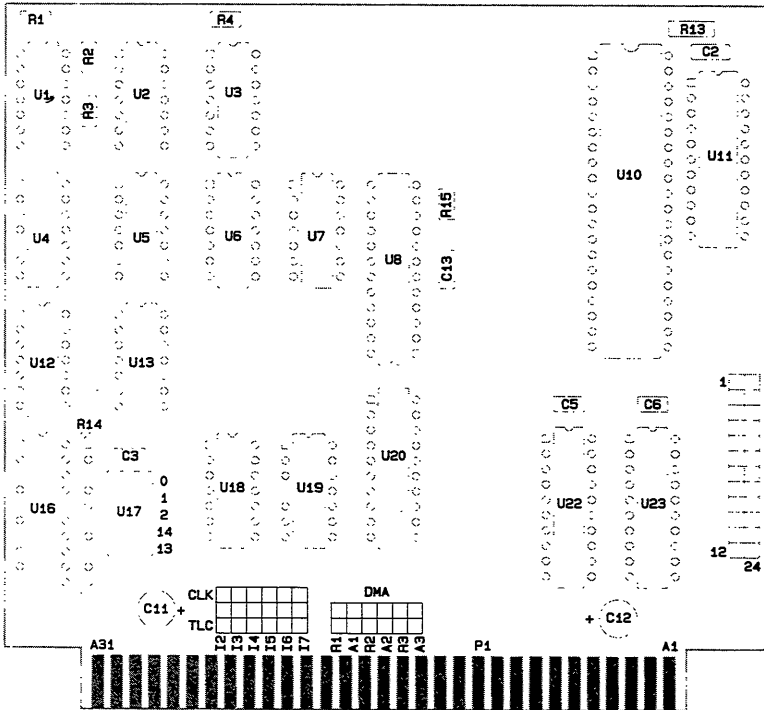 R1
R4
R13
R2
C2
U1
U2
U3
R3
U11
U10
R15
U4
U5
U6
U7
U8
C13
U12
U13
1
C5
C6
R14
C3
U20
0
U16
U17
U18
U19
1
U22
U23
2
14
13
12
24
CLK
DMA
C11
+
+
C12
TLC
I2
I3
I4
I5
I6
I7
R1
A1
R2
A2
R3
A3
A31
P1
A1